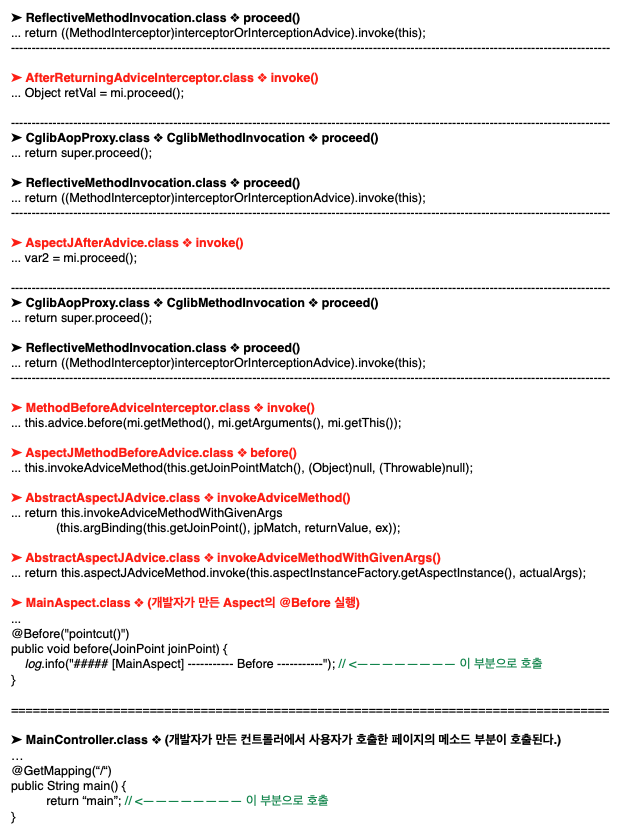 ➤ ReflectiveMethodInvocation.class ❖ proceed()
... return ((MethodInterceptor)interceptorOrInterceptionAdvice).invoke(this);
------------------------------------------------------------------------------------------------------------------------
➤ AfterReturningAdviceInterceptor.class ❖ invoke()
... Object retVal = mi.proceed();
------------------------------------------------------------------------------------------------------------------------
➤ CglibAopProxy.class ❖ CglibMethodInvocation ❖ proceed()
... return super.proceed();
➤ ReflectiveMethodInvocation.class ❖ proceed()
... return ((MethodInterceptor)interceptorOrInterceptionAdvice).invoke(this);
------------------------------------------------------------------------------------------------------------------------
➤ AspectJAfterAdvice.class ❖ invoke()
... var2 = mi.proceed();
------------------------------------------------------------------------------------------------------------------------
➤ CglibAopProxy.class ❖ CglibMethodInvocation ❖ proceed()
... return super.proceed();
➤ ReflectiveMethodInvocation.class ❖ proceed()
... return ((MethodInterceptor)interceptorOrInterceptionAdvice).invoke(this);
------------------------------------------------------------------------------------------------------------------------
➤ MethodBeforeAdviceInterceptor.class ❖ invoke()
... this.advice.before(mi.getMethod(), mi.getArguments(), mi.getThis());
➤ AspectJMethodBeforeAdvice.class ❖ before()
... this.invokeAdviceMethod(this.getJoinPointMatch(), (Object)null, (Throwable)null);
➤ AbstractAspectJAdvice.class ❖ invokeAdviceMethod()
... return this.invokeAdviceMethodWithGivenArgs
(this.argBinding(this.getJoinPoint(), jpMatch, returnValue, ex));
➤ AbstractAspectJAdvice.class ❖ invokeAdviceMethodWithGivenArgs()
... return this.aspectJAdviceMethod.invoke(this.aspectInstanceFactory.getAspectInstance(), actualArgs);
➤ MainAspect.class ❖ (개발자가 만든 Aspect의 @Before 실행)
...
@Before("pointcut()")
public void before(JoinPoint joinPoint) {
log.info("##### [MainAspect] ----------- Before -----------"); // <———————— 이 부분으로 호출
}
==================================================================================
➤ MainController.class ❖ (개발자가 만든 컨트롤러에서 사용자가 호출한 페이지의 메소드 부분이 호출된다.)
…
@GetMapping(“/“)
public String main() {
return “main”; // <———————— 이 부분으로 호출
}